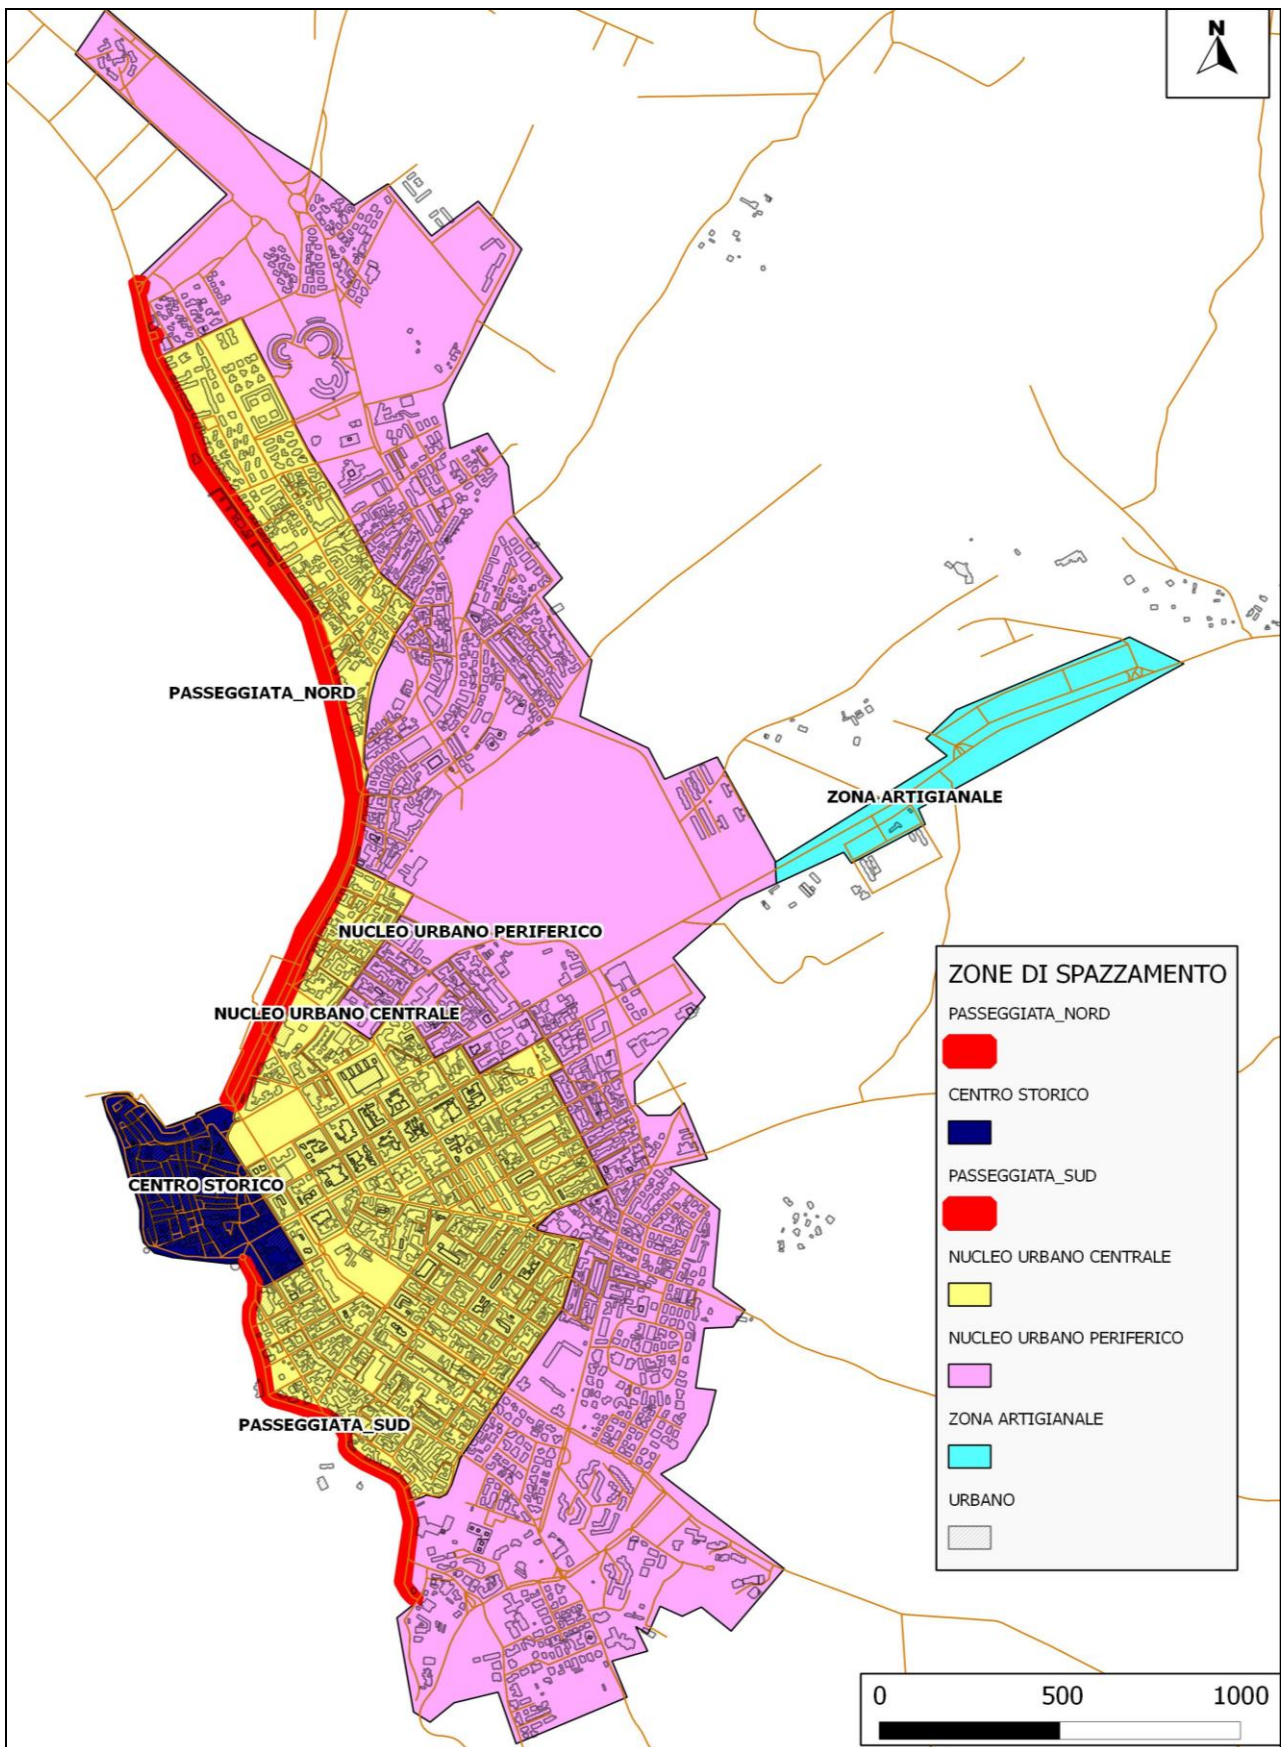 N
PASSEGGIATA_NORD
ZONA ARTIGIANALE
NUCLEO URBANO PERIFERICO
NUCLEO URBANO CENTRALE
CENTRO STORICO
PASSEGGIATA_SUD
ZONE DI SPAZZAMENTO
PASSEGGIATA_NORD
CENTRO STORICO
PASSEGGIATA_SUD
NUCLEO URBANO CENTRALE
NUCLEO URBANO PERIFERICO
ZONA ARTIGIANALE
URBANO
0 500 1000